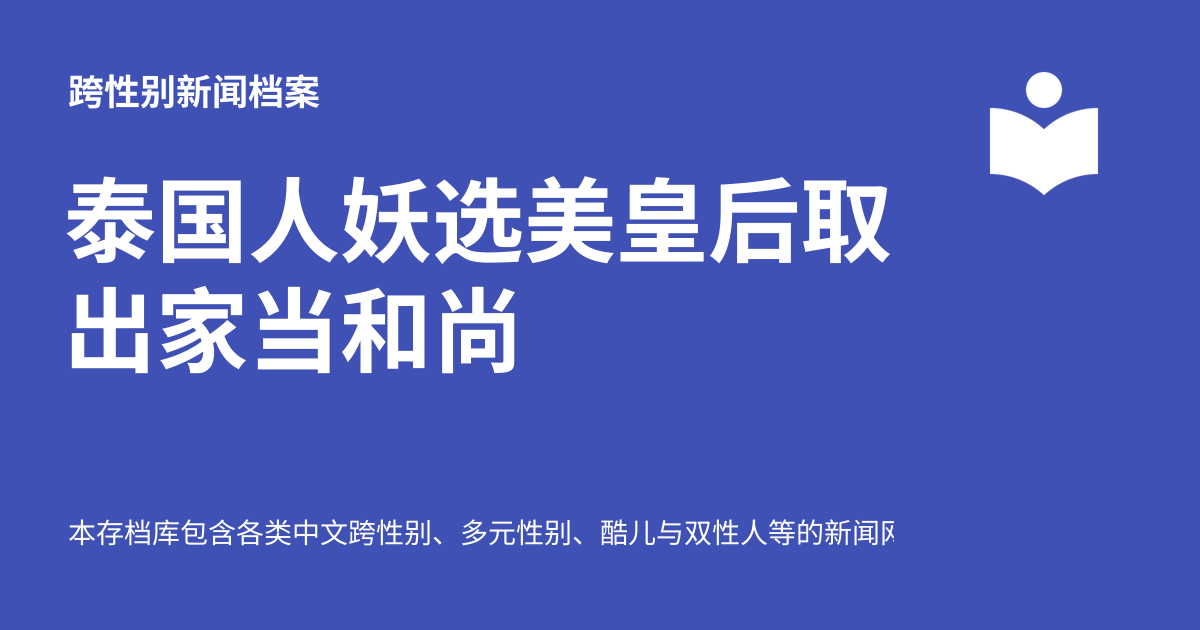 跨性别新闻档案
泰国人妖选美皇后取
出家当和尚
本存档库包含各类中文跨性别、多元性别、酷儿与双性人等的新闻